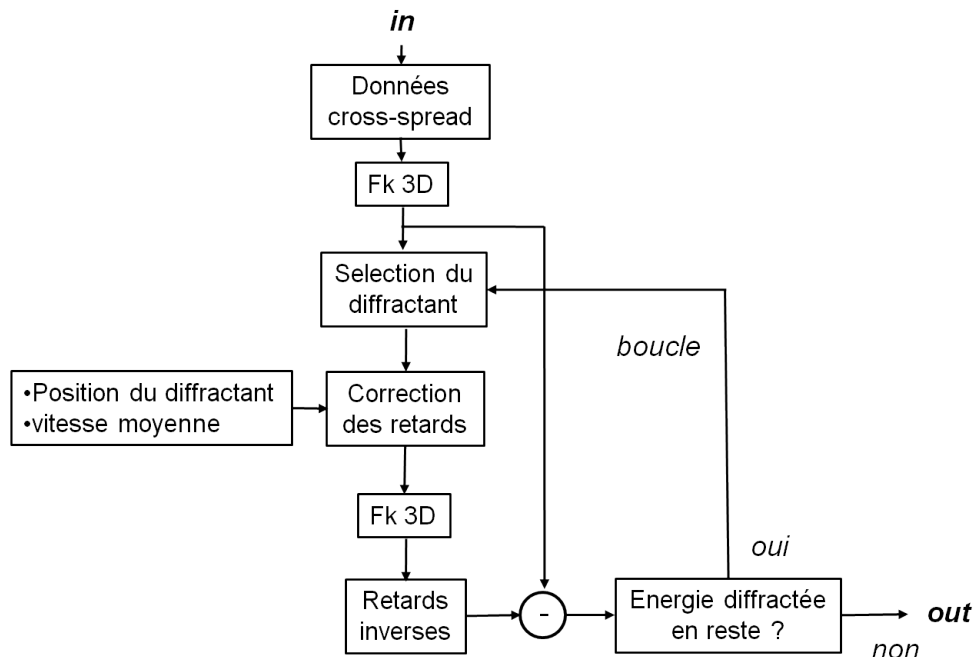 in
Données
cross-spread
Fk 3D
Selection du
diffractant
boucle
•Position du diffractant
•vitesse moyenne
Correction
des retards
Fk 3D
oui
Retards
inverses
-
Energie diffractée
en reste ?
out
non